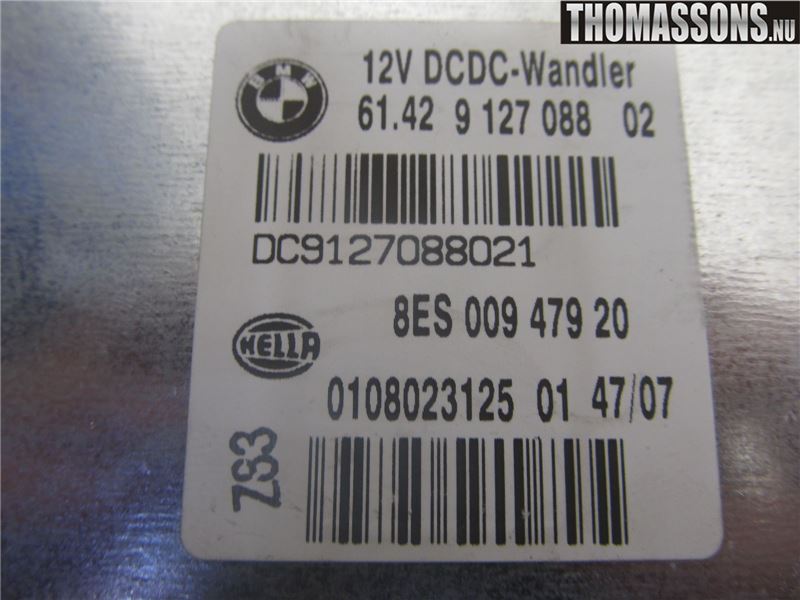 THOMASSONS.NU
BMW
12V DCDC-Wandler
61.42 9 127 088 02
DC9127088021
8ES 009 479 20
HELLA
0108023125 01 47/07
ZS3